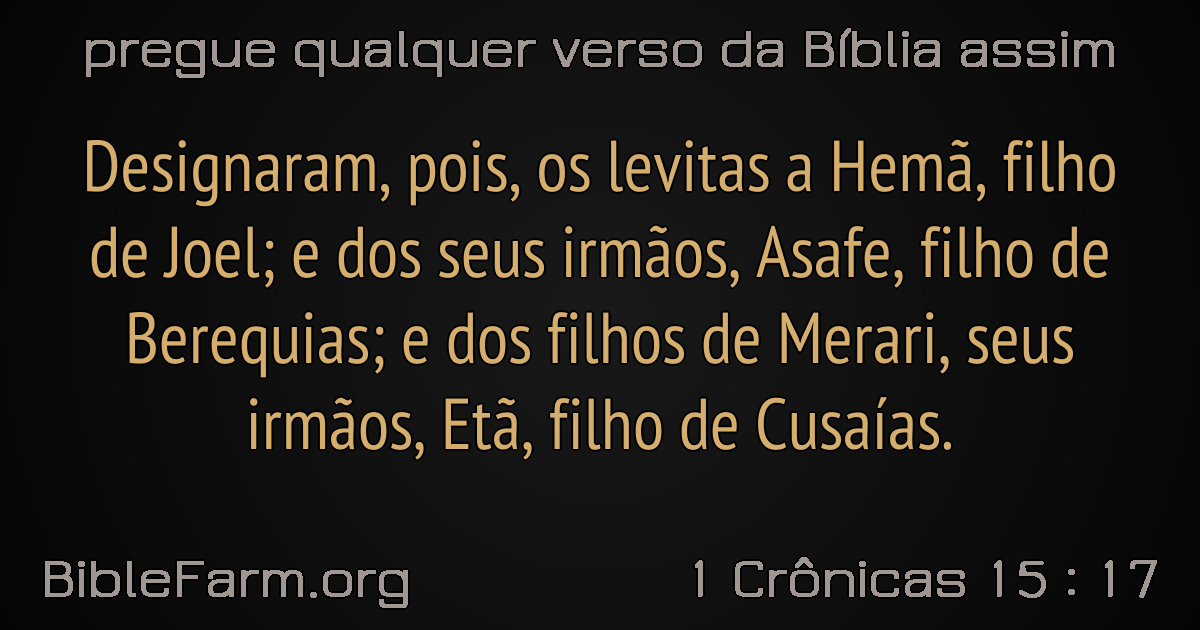 pregue qualquer verso da Bíblia assim
Designaram, pois, os levitas a Hemã, filho
de Joel; e dos seus irmãos, Asafe, filho de
Berequias; e dos filhos de Merari, seus
irmãos, Etã, filho de Cusaías.
BibleFarm.org
1 Crônicas 15 : 17